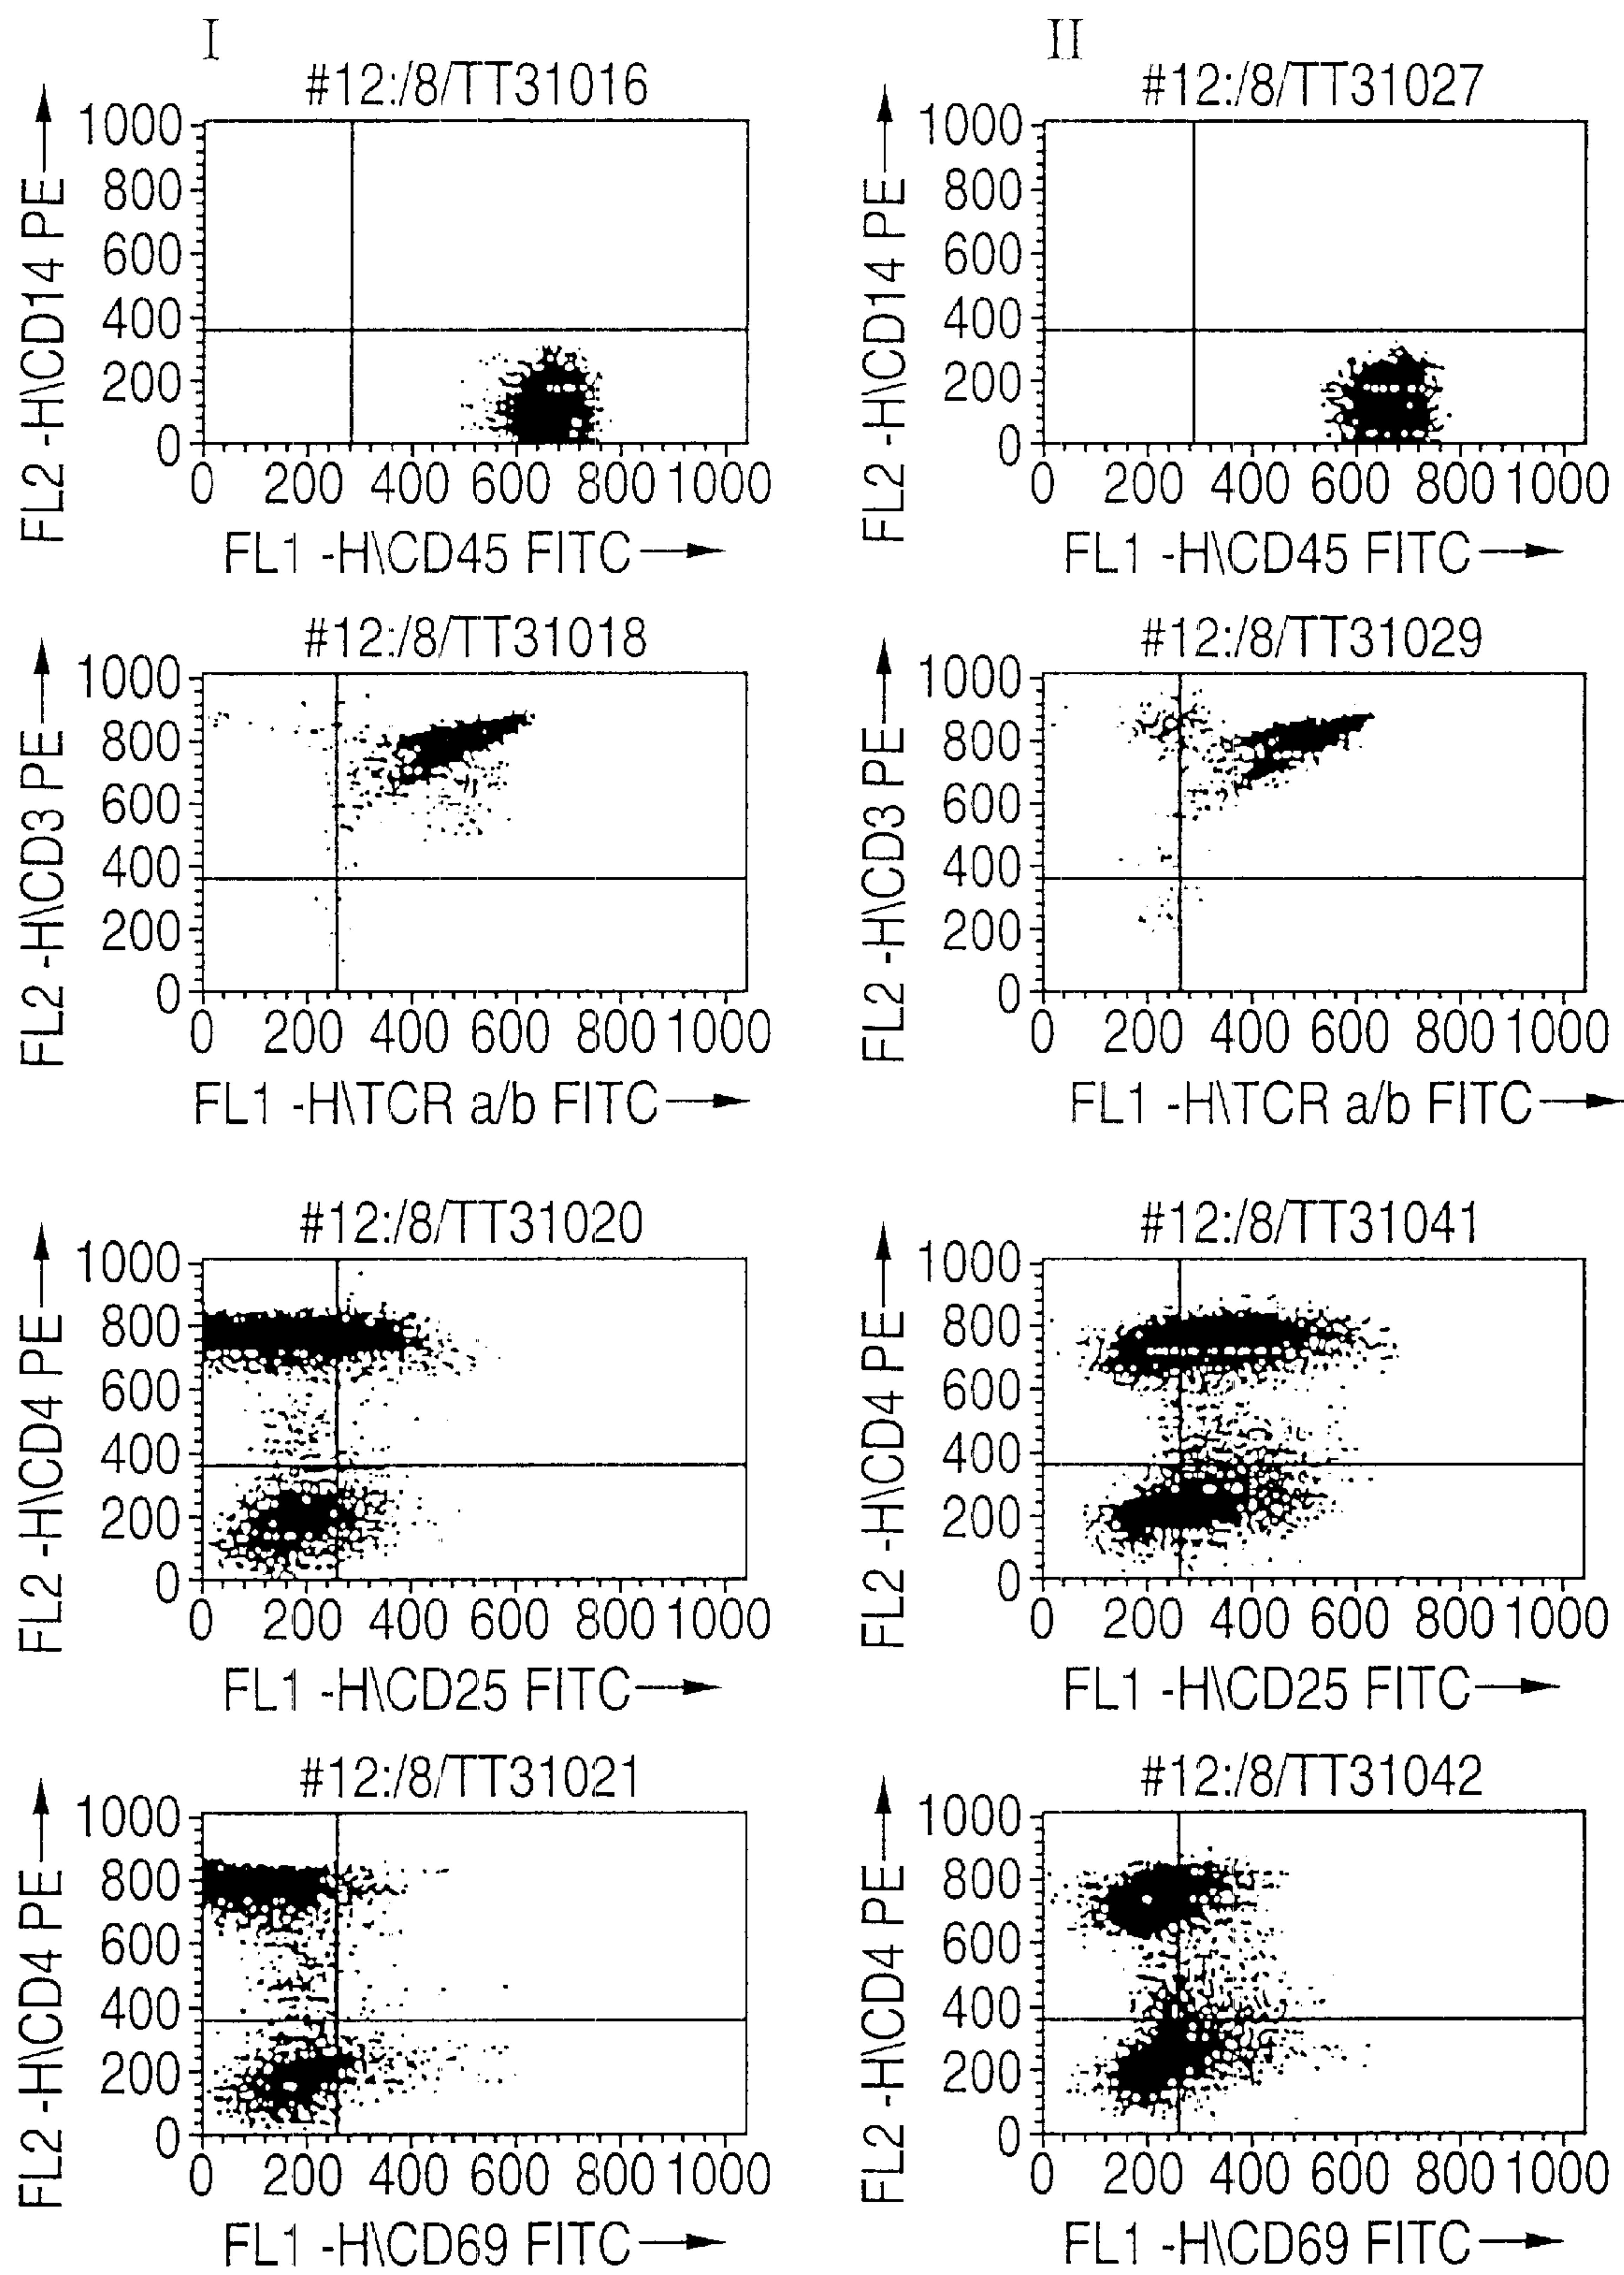 I
II
#12:/8/TT31016
FL2 -H\CD14 PE
1000
800
600
400
200
0
0 200 400 600 800 1000
FL1 -H\CD45 FITC
#12:/8/TT31027
FL2 -H\CD14 PE
1000
800
600
400
200
0
0 200 400 600 800 1000
FL1 -H\CD45 FITC
#12:/8/TT31018
FL2 -H\CD3 PE
1000
800
600
400
200
0
0 200 400 600 800 1000
FL1 -H\TCR a/b FITC
#12:/8/TT31029
FL2 -H\CD3 PE
1000
800
600
400
200
0
0 200 400 600 800 1000
FL1 -H\TCR a/b FITC
#12:/8/TT31020
FL2 -H\CD4 PE
1000
800
600
400
200
0
0 200 400 600 800 1000
FL1 -H\CD25 FITC
#12:/8/TT31041
FL2 -H\CD4 PE
1000
800
600
400
200
0
0 200 400 600 800 1000
FL1 -H\CD25 FITC
#12:/8/TT31021
FL2 -H\CD4 PE
1000
800
600
400
200
0
0 200 400 600 800 1000
FL1 -H\CD69 FITC
#12:/8/TT31042
FL2 -H\CD4 PE
1000
800
600
400
200
0
0 200 400 600 800 1000
FL1 -H\CD69 FITC